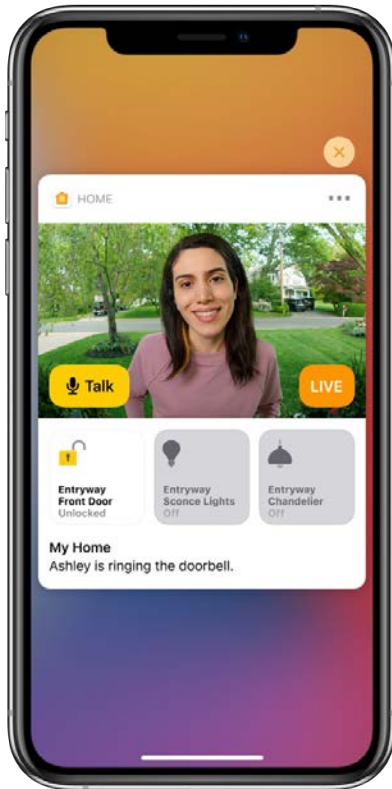 HOME
Talk
LIVE
Entryway
Front Door
Unlocked
Entryway
Sconce Lights
Off
Entryway
Chandelier
Off
My Home
Ashley is ringing the doorbell.